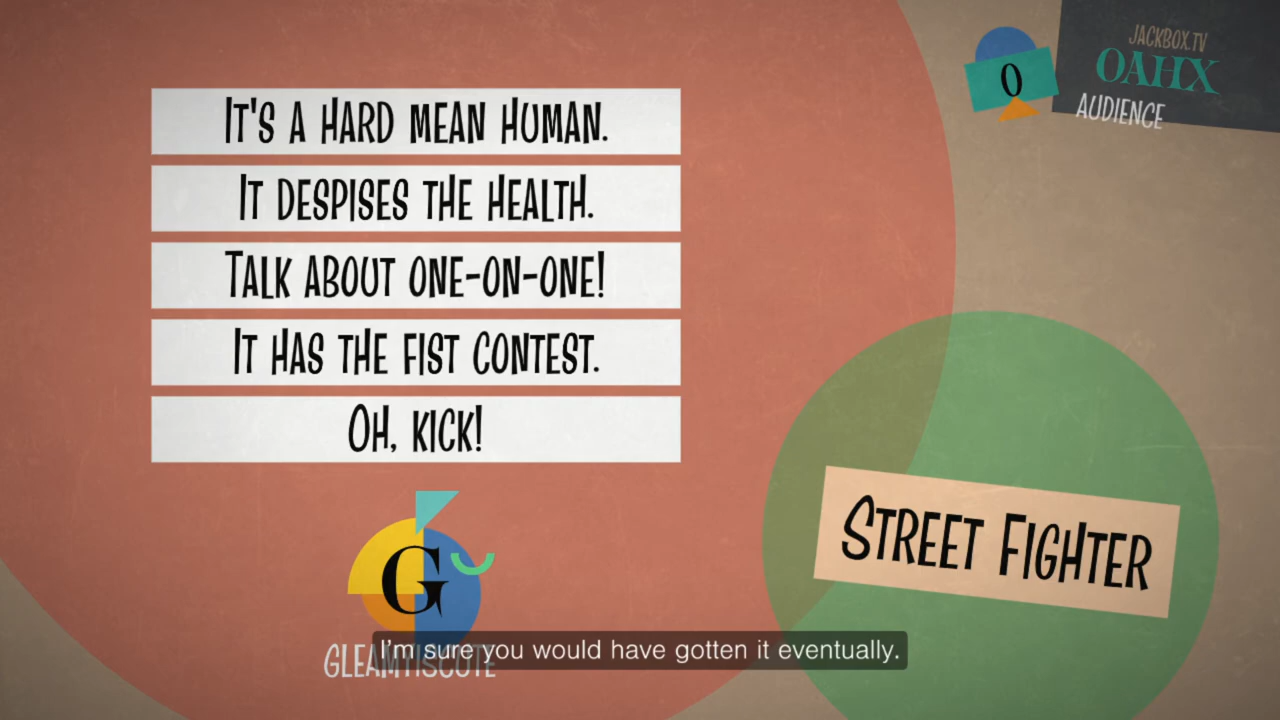 IT'S A HARD MEAN HUMAN.
IT DESPISES THE HEALTH.
TALK ABOUT ONE-ON-ONE!
IT HAS THE FIST CONTEST.
OH, KICK!
G
GLEAMTISCOTE
I'm sure you would have gotten it eventually.
STREET FIGHTER
0
JACKBOX.TV
OAHX
AUDIENCE